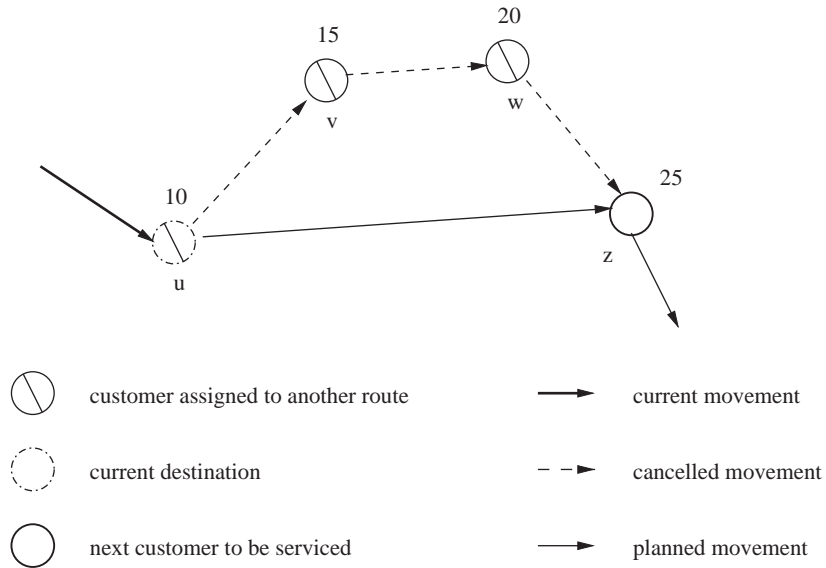 20
15
w
v
25
10
z
u
customer assigned to another route
current movement
current destination
cancelled movement
next customer to be serviced
planned movement